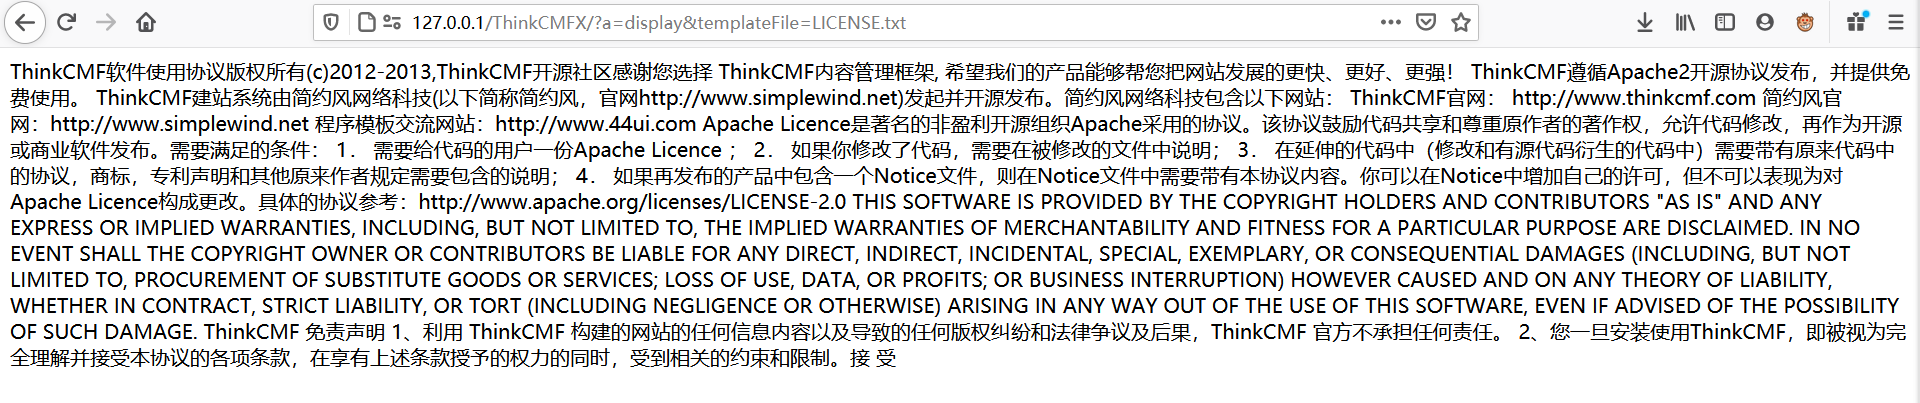 127.0.0.1/ThinkCMFX/?a=display&templateFile=LICENSE.txt
ThinkCMF软件使用协议版权所有(c)2012-2013,ThinkCMF开源社区感谢您选择 ThinkCMF内容管理框架, 希望我们的产品能够帮您把网站发展的更快、更好、更强！ ThinkCMF遵循Apache2开源协议发布，并提供免
费使用。 ThinkCMF建站系统由简约风网络科技(以下简称简约风，官网http://www.simplewind.net)发起并开源发布。简约风网络科技包含以下网站： ThinkCMF官网： http://www.thinkcmf.com 简约风官
网：http://www.simplewind.net 程序模板交流网站：http://www.44ui.com Apache Licence是著名的非盈利开源组织Apache采用的协议。该协议鼓励代码共享和尊重原作者的著作权，允许代码修改，再作为开源
或商业软件发布。需要满足的条件： 1． 需要给代码的用户一份Apache Licence ； 2． 如果你修改了代码，需要在被修改的文件中说明； 3． 在延伸的代码中（修改和有源代码衍生的代码中）需要带有原来代码中
的协议，商标，专利声明和其他原来作者规定需要包含的说明； 4． 如果再发布的产品中包含一个Notice文件，则在Notice文件中需要带有本协议内容。你可以在Notice中增加自己的许可，但不可以表现为对
Apache Licence构成更改。具体的协议参考：http://www.apache.org/licenses/LICENSE-2.0 THIS SOFTWARE IS PROVIDED BY THE COPYRIGHT HOLDERS AND CONTRIBUTORS "AS IS" AND ANY
EXPRESS OR IMPLIED WARRANTIES, INCLUDING, BUT NOT LIMITED TO, THE IMPLIED WARRANTIES OF MERCHANTABILITY AND FITNESS FOR A PARTICULAR PURPOSE ARE DISCLAIMED. IN NO
EVENT SHALL THE COPYRIGHT OWNER OR CONTRIBUTORS BE LIABLE FOR ANY DIRECT, INDIRECT, INCIDENTAL, SPECIAL, EXEMPLARY, OR CONSEQUENTIAL DAMAGES (INCLUDING, BUT NOT
LIMITED TO, PROCUREMENT OF SUBSTITUTE GOODS OR SERVICES; LOSS OF USE, DATA, OR PROFITS; OR BUSINESS INTERRUPTION) HOWEVER CAUSED AND ON ANY THEORY OF LIABILITY,
WHETHER IN CONTRACT, STRICT LIABILITY, OR TORT (INCLUDING NEGLIGENCE OR OTHERWISE) ARISING IN ANY WAY OUT OF THE USE OF THIS SOFTWARE, EVEN IF ADVISED OF THE POSSIBILITY
OF SUCH DAMAGE. ThinkCMF 免责声明 1、利用 ThinkCMF 构建的网站的任何信息内容以及导致的任何版权纠纷和法律争议及后果，ThinkCMF 官方不承担任何责任。 2、您一旦安装使用ThinkCMF，即被视为完
全理解并接受本协议的各项条款，在享有上述条款授予的权力的同时，受到相关的约束和限制。接 受